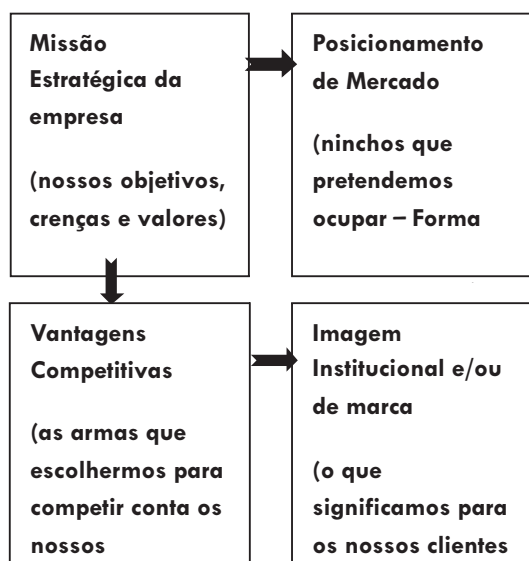 Missão
Estratégica da
empresa
(nossos objetivos,
crenças e valores)
Posicionamento
de Mercado
(ninchos que
pretendemos
ocupar – Forma
Vantagens
Competitivas
(as armas que
escolhermos para
competir conta os
nossos
Imagem
Institucional e/ou
de marca
(o que
significamos para
os nossos clientes